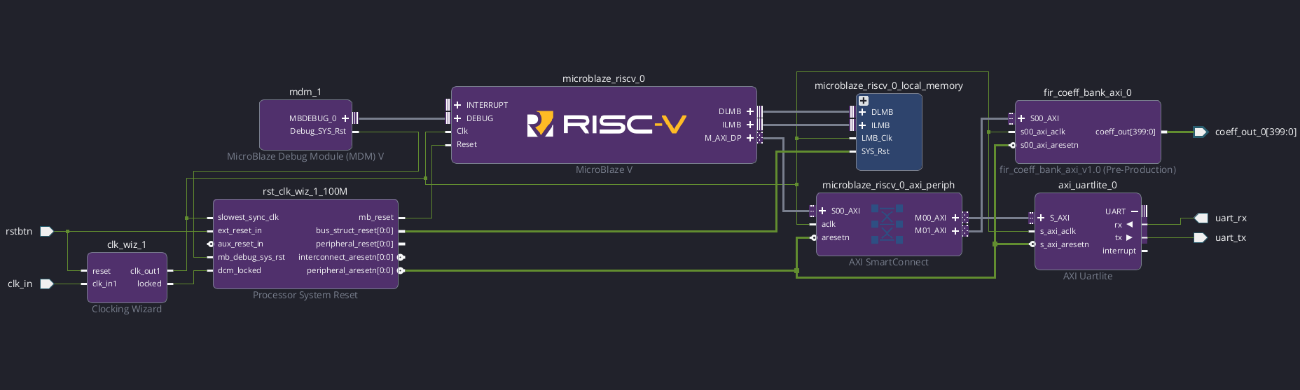 mdm_1
MBDEBUG_0
Debug_SYS_Rst
MicroBlaze Debug Module (MDM) V
microblaze_riscv_0
INTERRUPT
DEBUG
Clk
Reset
RISC-V
DLMB
ILMB
M_AXI_DP
MicroBlaze V
microblaze_riscv_0_local_memory
DLMB
ILMB
LMB_Clk
SYS_Rst
fir_coeff_bank_axi_0
S00_AXI
s00_axi_aclk
s00_axi_aresetn
coeff_out[399:0]
fir_coeff_bank_axi_v1.0 (Pre-Production)
coeff_out_0[399:0]
rst_clk_wiz_1_100M
slowest_sync_clk
ext_reset_in
aux_reset_in
mb_debug_sys_rst
dcm_locked
mb_reset
bus_struct_reset[0:0]
peripheral_reset[0:0]
interconnect_aresetn[0:0]
peripheral_aresetn[0:0]
Processor System Reset
microblaze_riscv_0_axi_periph
S00_AXI
aclk
aresetn
M00_AXI
M01_AXI
AXI SmartConnect
axi_uartlite_0
S_AXI
s_axi_aclk
s_axi_aresetn
UART
rx
tx
interrupt
AXI Uartlite
uart_rx
uart_tx
rstbtn
clk_in
clk_wiz_1
reset
clk_in1
clk_out1
locked
Clocking Wizard